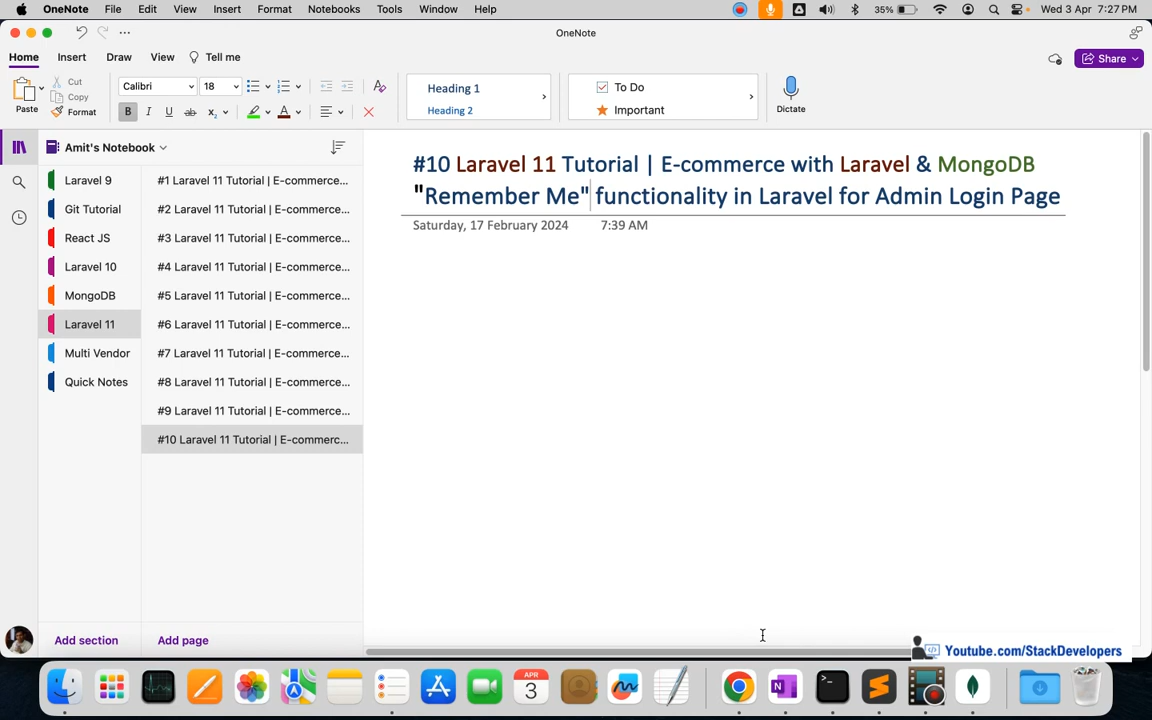 OneNote File Edit View Insert Format Notebooks Tools Window Help 35% Wed 3 Apr 7:27 PM
OneNote
Home Insert Draw View Tell me Share
Paste Cut Copy Format
Calibri 18
B I U ab x2 A
Heading 1
Heading 2
To Do
Important
Dictate
Amit's Notebook
Laravel 9
Git Tutorial
React JS
Laravel 10
MongoDB
Laravel 11
Multi Vendor
Quick Notes
#1 Laravel 11 Tutorial | E-commerce...
#2 Laravel 11 Tutorial | E-commerce...
#3 Laravel 11 Tutorial | E-commerce...
#4 Laravel 11 Tutorial | E-commerce...
#5 Laravel 11 Tutorial | E-commerce...
#6 Laravel 11 Tutorial | E-commerce...
#7 Laravel 11 Tutorial | E-commerce...
#8 Laravel 11 Tutorial | E-commerce...
#9 Laravel 11 Tutorial | E-commerce...
#10 Laravel 11 Tutorial | E-commerc...
#10 Laravel 11 Tutorial | E-commerce with Laravel & MongoDB
"Remember Me" functionality in Laravel for Admin Login Page
Saturday, 17 February 2024 7:39 AM
Add section Add page
Youtube.com/StackDevelopers
APR
3